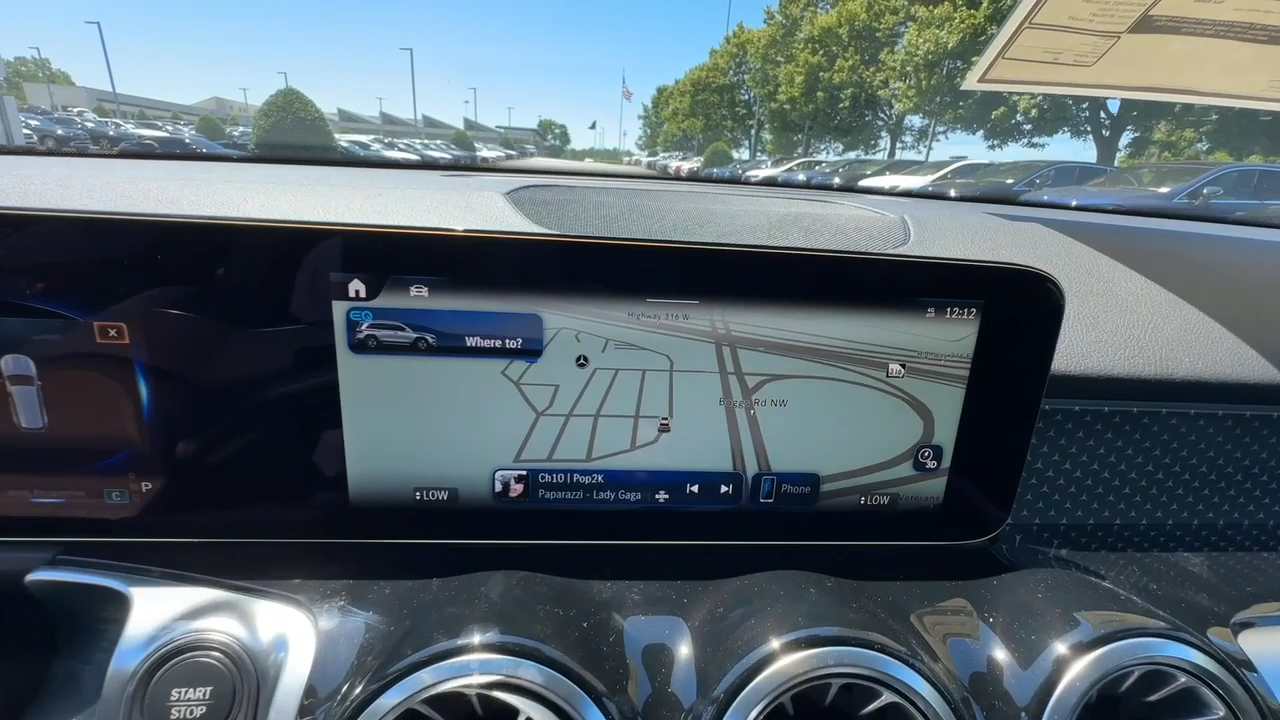 Highway 316 W
12:12
EQ
Where to?
316
Boggs Rd NW
3D
Ch10 | Pop2K
Paparazzi - Lady Gaga
Phone
LOW
LOW
Veterans
C
P
START
STOP